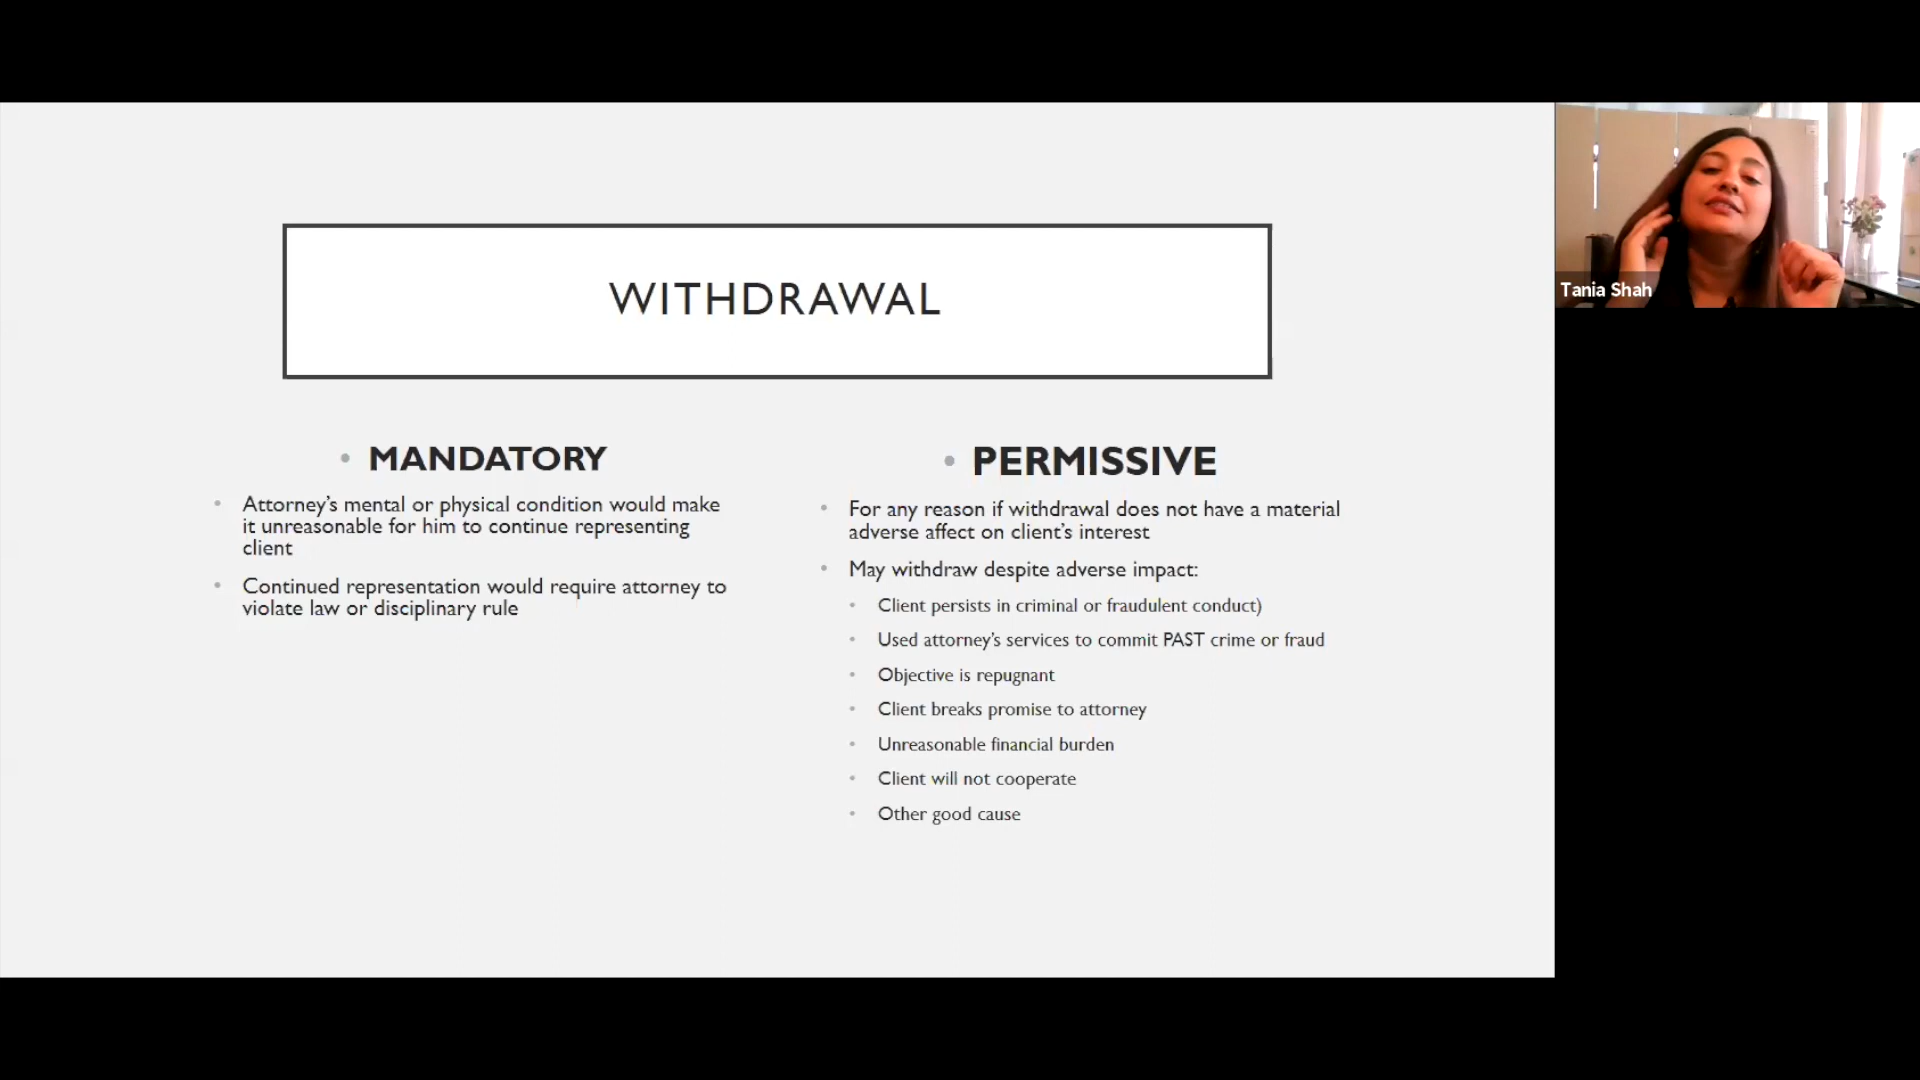 WITHDRAWAL
• MANDATORY
• Attorney's mental or physical condition would make
it unreasonable for him to continue representing
client
• Continued representation would require attorney to
violate law or disciplinary rule
• PERMISSIVE
• For any reason if withdrawal does not have a material
adverse affect on client's interest
• May withdraw despite adverse impact:
• Client persists in criminal or fraudulent conduct)
• Used attorney's services to commit PAST crime or fraud
• Objective is repugnant
• Client breaks promise to attorney
• Unreasonable financial burden
• Client will not cooperate
• Other good cause
Tania Shah